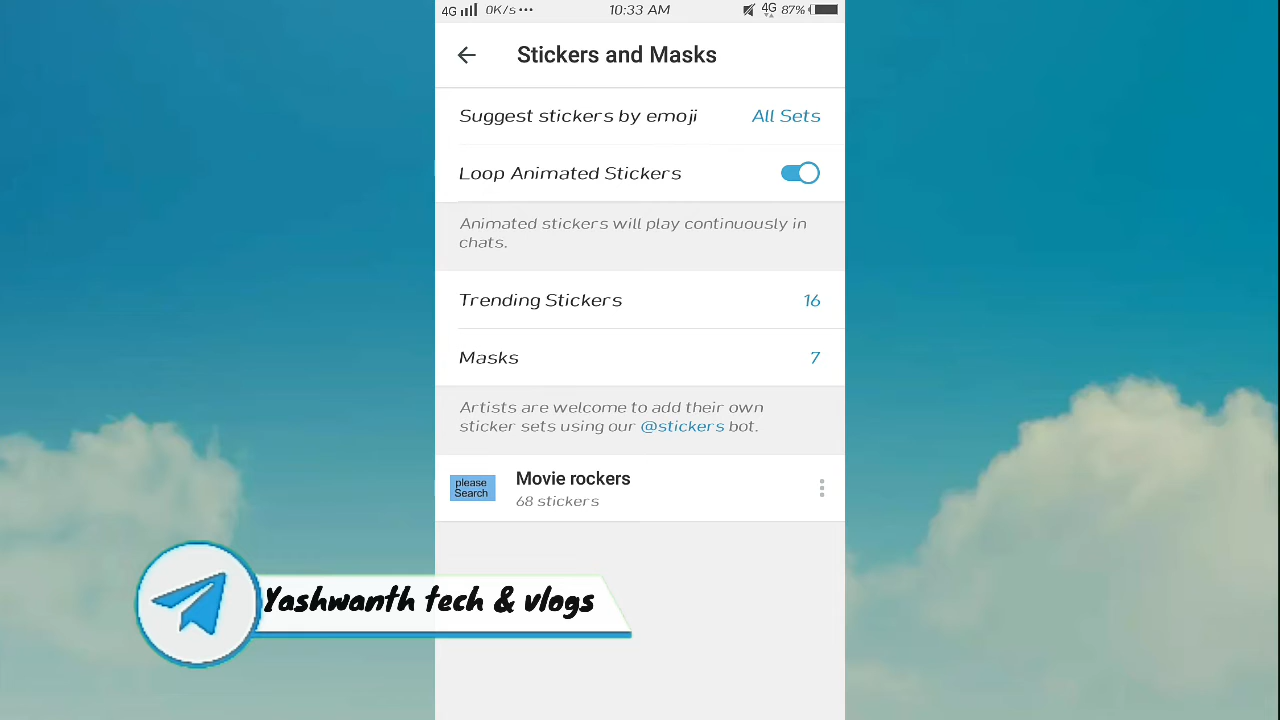 4G 0K/s ... 10:33 AM 4G 87%
Stickers and Masks
Suggest stickers by emoji All Sets
Loop Animated Stickers
Animated stickers will play continuously in
chats.
Trending Stickers 16
Masks 7
Artists are welcome to add their own
sticker sets using our @stickers bot.
please
Search
Movie rockers
68 stickers
Yashwanth tech & vlogs